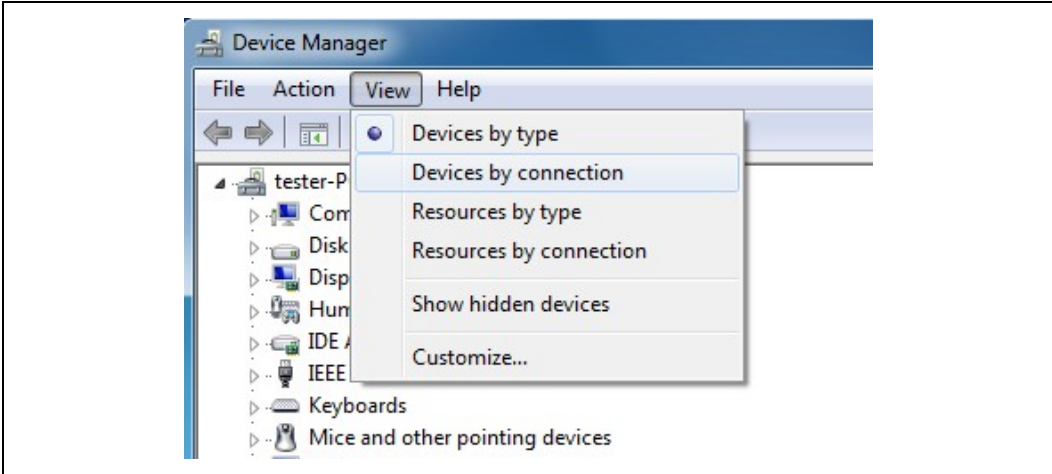 Device Manager
File Action View Help
Devices by type
Devices by connection
Resources by type
Resources by connection
Show hidden devices
Customize...
tester-P
Com
Disk
Disp
Hum
IDE
IEEE
Keyboards
Mice and other pointing devices